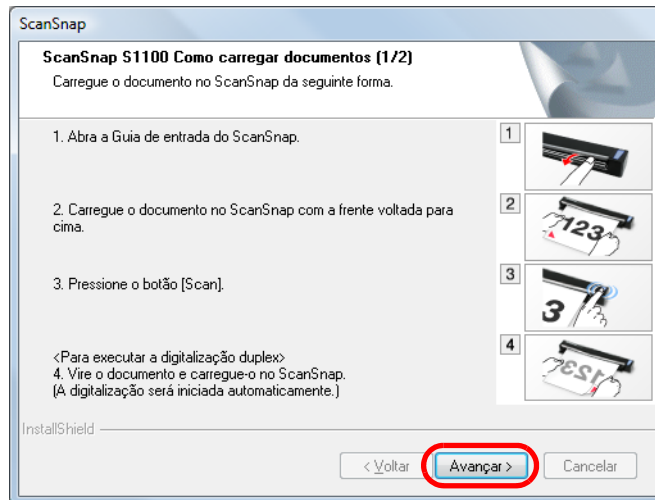 ScanSnap
ScanSnap S1100 Como carregar documentos (1/2)
Carregue o documento no ScanSnap da seguinte forma.
1. Abra a Guia de entrada do ScanSnap.
1
2. Carregue o documento no ScanSnap com a frente voltada para
cima.
2
123
3. Pressione o botão [Scan].
3
3
<Para executar a digitalização duplex>
4. Vire o documento e carregue-o no ScanSnap.
(A digitalização será iniciada automaticamente.)
4
123
InstallShield
< Voltar
Avançar >
Cancelar